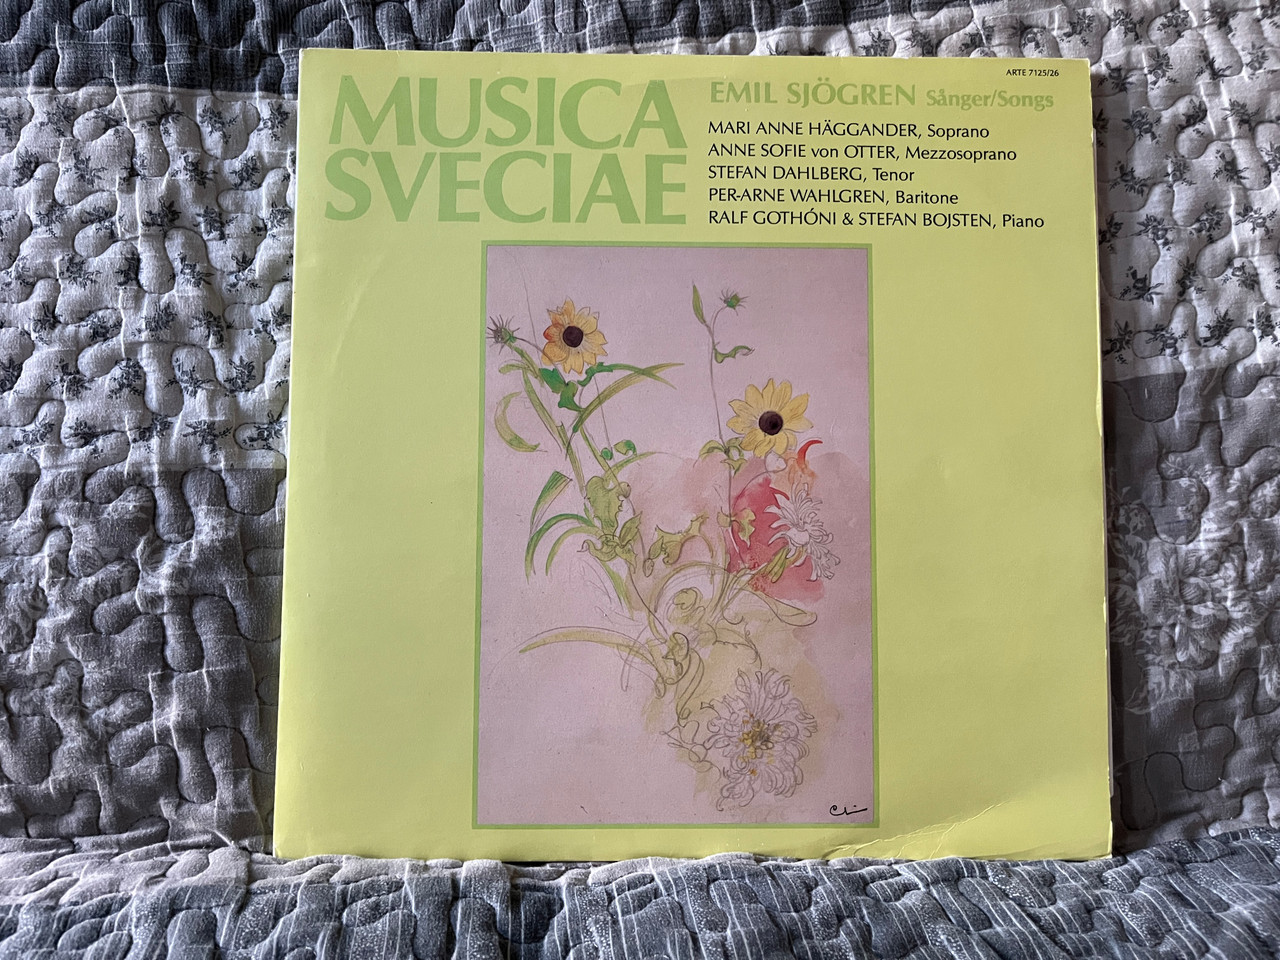 MUSICA
SVECIAE
ARTE 7125/26
EMIL SJÖGREN Sånger/Songs
MARI ANNE HÄGGANDER, Soprano
ANNE SOFIE von OTTER, Mezzosoprano
STEFAN DAHLBERG, Tenor
PER-ARNE WAHLGREN, Baritone
RALF GOTHÓNI & STEFAN BOJSTEN, Piano